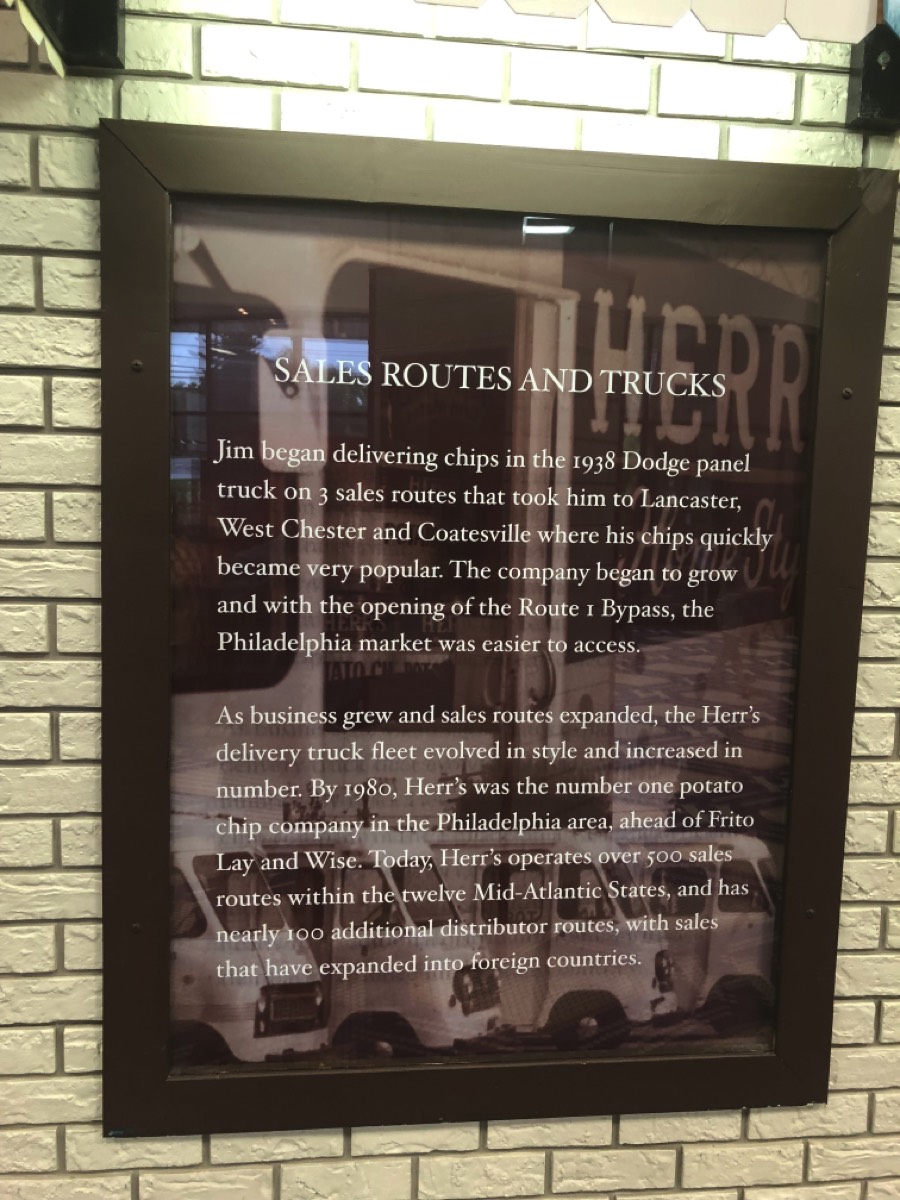 HERR
SALES ROUTES AND TRUCKS
Jim began delivering chips in the 1938 Dodge panel
truck on 3 sales routes that took him to Lancaster,
West Chester and Coatesville where his chips quickly
became very popular. The company began to grow
and with the opening of the Route 1 Bypass, the
Philadelphia market was easier to access.
As business grew and sales routes expanded, the Herr's
delivery truck fleet evolved in style and increased in
number. By 1980, Herr's was the number one potato
chip company in the Philadelphia area, ahead of Frito
Lay and Wise. Today, Herr's operates over 500 sales
routes within the twelve Mid-Atlantic States, and has
nearly 100 additional distributor routes, with sales
that have expanded into foreign countries.